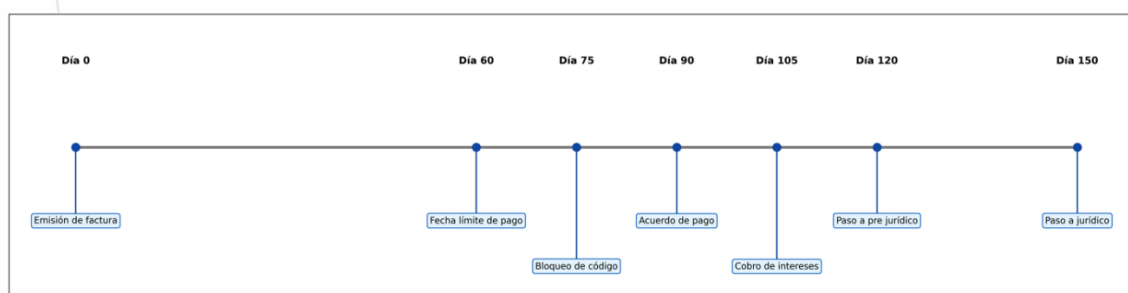 Día 0
Día 60
Día 75
Día 90
Día 105
Día 120
Día 150
Emisión de factura
Fecha límite de pago
Acuerdo de pago
Paso a pre jurídico
Paso a jurídico
Bloqueo de código
Cobro de intereses